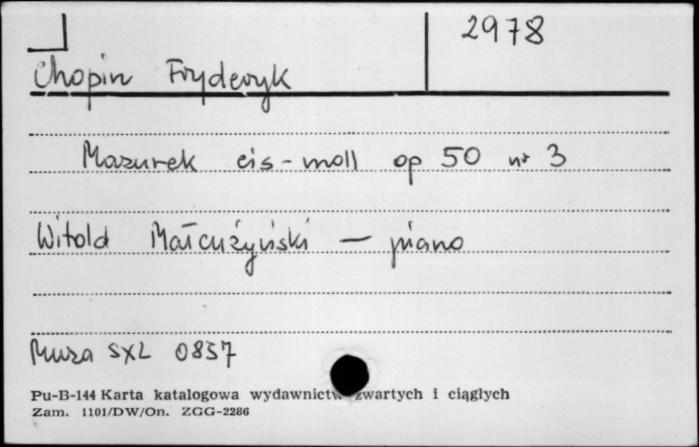 2978
Chopin Fryderyk
Mazurek cis-moll op 50 nr 3
Witold Małcużyński — piano
Muza SXL 0857
Pu-B-144 Karta katalogowa wydawnictw zwartych i ciągłych
Zam. 1101/DW/On. ZGG-2286